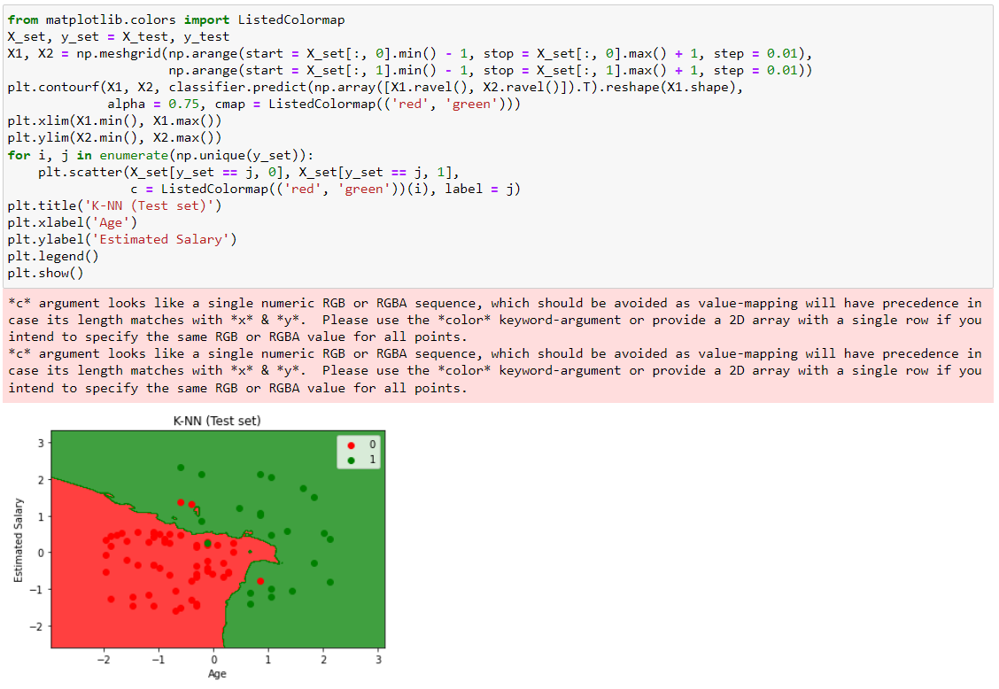 from matplotlib.colors import ListedColormap
X_set, y_set = X_test, y_test
X1, X2 = np.meshgrid(np.arange(start = X_set[:, 0].min() - 1, stop = X_set[:, 0].max() + 1, step = 0.01),
                     np.arange(start = X_set[:, 1].min() - 1, stop = X_set[:, 1].max() + 1, step = 0.01))
plt.contourf(X1, X2, classifier.predict(np.array([X1.ravel(), X2.ravel()]).T).reshape(X1.shape),
             alpha = 0.75, cmap = ListedColormap(('red', 'green')))
plt.xlim(X1.min(), X1.max())
plt.ylim(X2.min(), X2.max())
for i, j in enumerate(np.unique(y_set)):
    plt.scatter(X_set[y_set == j, 0], X_set[y_set == j, 1],
                c = ListedColormap(('red', 'green'))(i), label = j)
plt.title('K-NN (Test set)')
plt.xlabel('Age')
plt.ylabel('Estimated Salary')
plt.legend()
plt.show()
*c* argument looks like a single numeric RGB or RGBA sequence, which should be avoided as value-mapping will have precedence in
case its length matches with *x* & *y*.  Please use the *color* keyword-argument or provide a 2D array with a single row if you
intend to specify the same RGB or RGBA value for all points.
*c* argument looks like a single numeric RGB or RGBA sequence, which should be avoided as value-mapping will have precedence in
case its length matches with *x* & *y*.  Please use the *color* keyword-argument or provide a 2D array with a single row if you
intend to specify the same RGB or RGBA value for all points.
K-NN (Test set)
0
1
Estimated Salary
3
2
1
0
−1
−2
−2 −1 0 1 2 3
Age